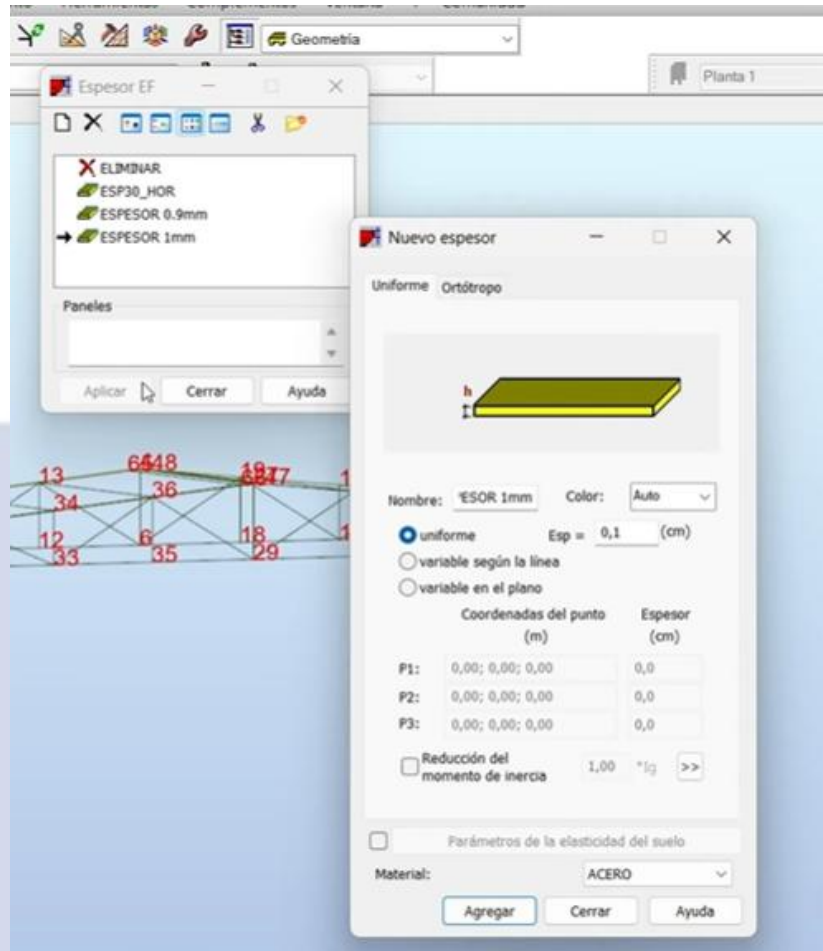 Herramientas Complementos Ventana ? Comunidad
Geometría
Planta 1
Espesor EF
ELIMINAR
ESP30_HOR
ESPESOR 0.9mm
ESPESOR 1mm
Paneles
Aplicar Cerrar Ayuda
Nuevo espesor
Uniforme Ortótropo
h
Nombre: ESOR 1mm Color: Auto
uniforme Esp = 0,1 (cm)
variable según la línea
variable en el plano
Coordenadas del punto Espesor
(m) (cm)
P1: 0,00; 0,00; 0,00 0,0
P2: 0,00; 0,00; 0,00 0,0
P3: 0,00; 0,00; 0,00 0,0
Reducción del
momento de inercia 1,00 *Ig >>
Parámetros de la elasticidad del suelo
Material: ACERO
Agregar Cerrar Ayuda
13
34 36
12 6 18
33 35 29